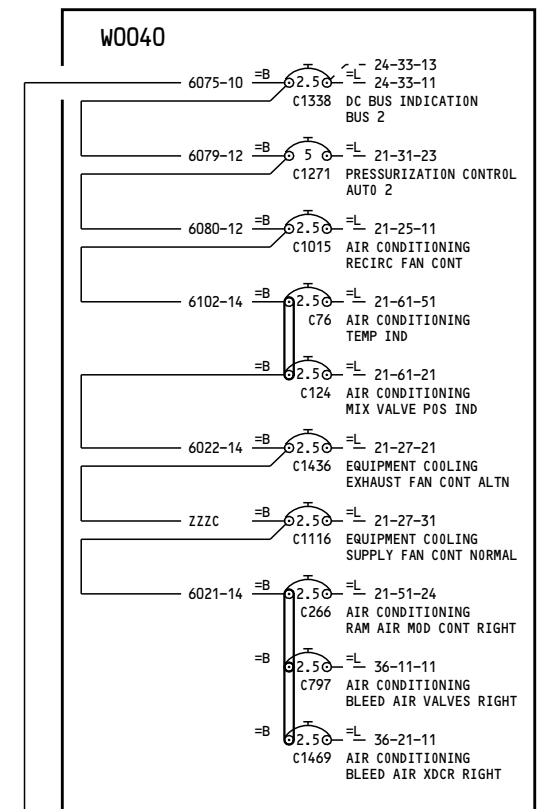 W0040
6075-10 =B 2.5 =L 24-33-13
24-33-11
C1338 DC BUS INDICATION
BUS 2
6079-12 =B 5 =L 21-31-23
C1271 PRESSURIZATION CONTROL
AUTO 2
6080-12 =B 2.5 =L 21-25-11
C1015 AIR CONDITIONING
RECIRC FAN CONT
6102-14 =B 2.5 =L 21-61-51
C76 AIR CONDITIONING
TEMP IND
=B 2.5 =L 21-61-21
C124 AIR CONDITIONING
MIX VALVE POS IND
6022-14 =B 2.5 =L 21-27-21
C1436 EQUIPMENT COOLING
EXHAUST FAN CONT ALTN
ZZZC =B 2.5 =L 21-27-31
C1116 EQUIPMENT COOLING
SUPPLY FAN CONT NORMAL
6021-14 =B 2.5 =L 21-51-24
C266 AIR CONDITIONING
RAM AIR MOD CONT RIGHT
=B 2.5 =L 36-11-11
C797 AIR CONDITIONING
BLEED AIR VALVES RIGHT
=B 2.5 =L 36-21-11
C1469 AIR CONDITIONING
BLEED AIR XDCR RIGHT